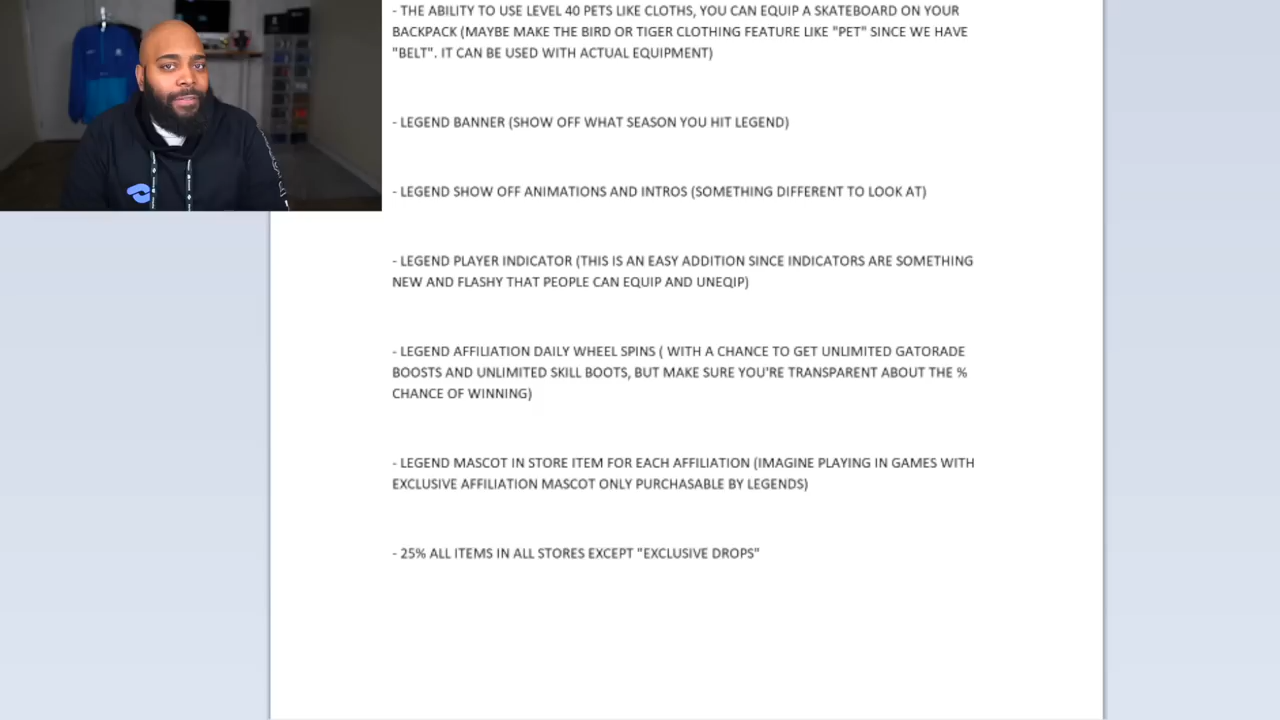 - THE ABILITY TO USE LEVEL 40 PETS LIKE CLOTHS, YOU CAN EQUIP A SKATEBOARD ON YOUR
BACKPACK (MAYBE MAKE THE BIRD OR TIGER CLOTHING FEATURE LIKE "PET" SINCE WE HAVE
"BELT". IT CAN BE USED WITH ACTUAL EQUIPMENT)
- LEGEND BANNER (SHOW OFF WHAT SEASON YOU HIT LEGEND)
- LEGEND SHOW OFF ANIMATIONS AND INTROS (SOMETHING DIFFERENT TO LOOK AT)
- LEGEND PLAYER INDICATOR (THIS IS AN EASY ADDITION SINCE INDICATORS ARE SOMETHING
NEW AND FLASHY THAT PEOPLE CAN EQUIP AND UNEQIP)
- LEGEND AFFILIATION DAILY WHEEL SPINS ( WITH A CHANCE TO GET UNLIMITED GATORADE
BOOSTS AND UNLIMITED SKILL BOOTS, BUT MAKE SURE YOU'RE TRANSPARENT ABOUT THE %
CHANCE OF WINNING)
- LEGEND MASCOT IN STORE ITEM FOR EACH AFFILIATION (IMAGINE PLAYING IN GAMES WITH
EXCLUSIVE AFFILIATION MASCOT ONLY PURCHASABLE BY LEGENDS)
- 25% ALL ITEMS IN ALL STORES EXCEPT "EXCLUSIVE DROPS"